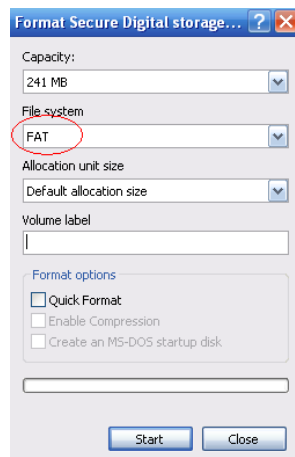 Format Secure Digital storage...
Capacity:
241 MB
File system
FAT
Allocation unit size
Default allocation size
Volume label
Format options
Quick Format
Enable Compression
Create an MS-DOS startup disk
Start Close